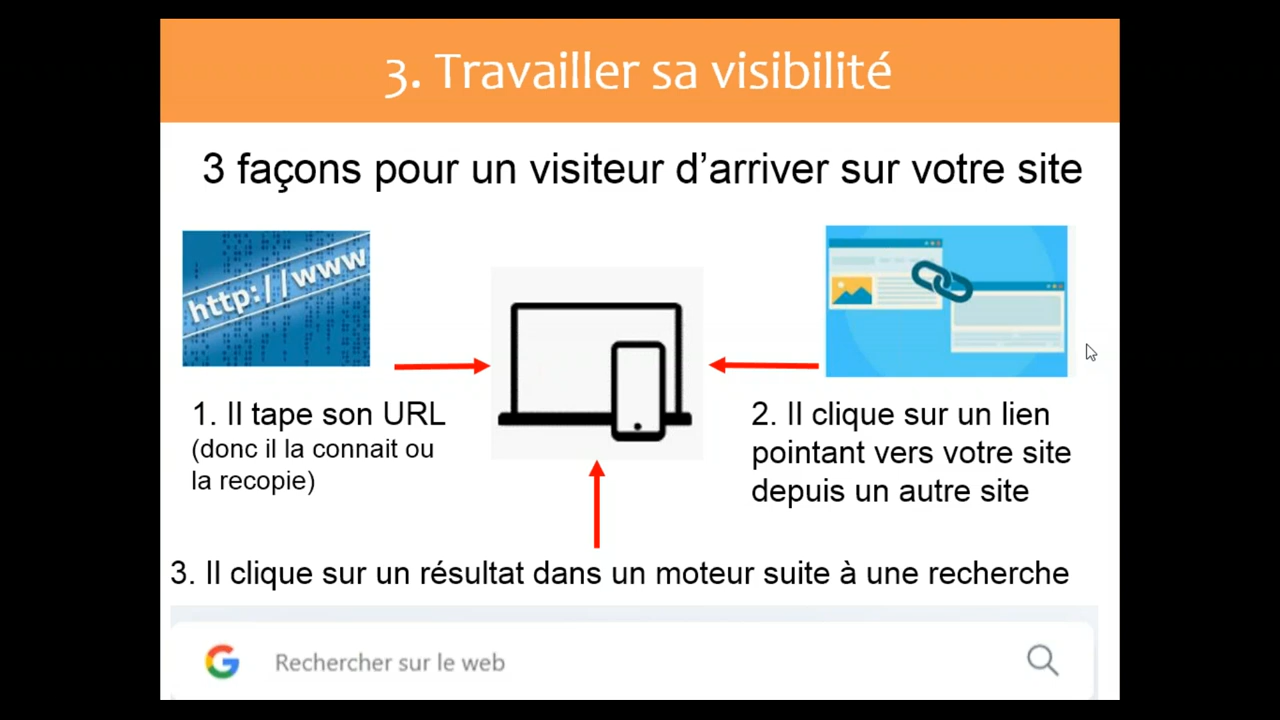 3. Travailler sa visibilité
3 façons pour un visiteur d’arriver sur votre site
http://www
1. Il tape son URL
(donc il la connait ou
la recopie)
2. Il clique sur un lien
pointant vers votre site
depuis un autre site
3. Il clique sur un résultat dans un moteur suite à une recherche
Rechercher sur le web